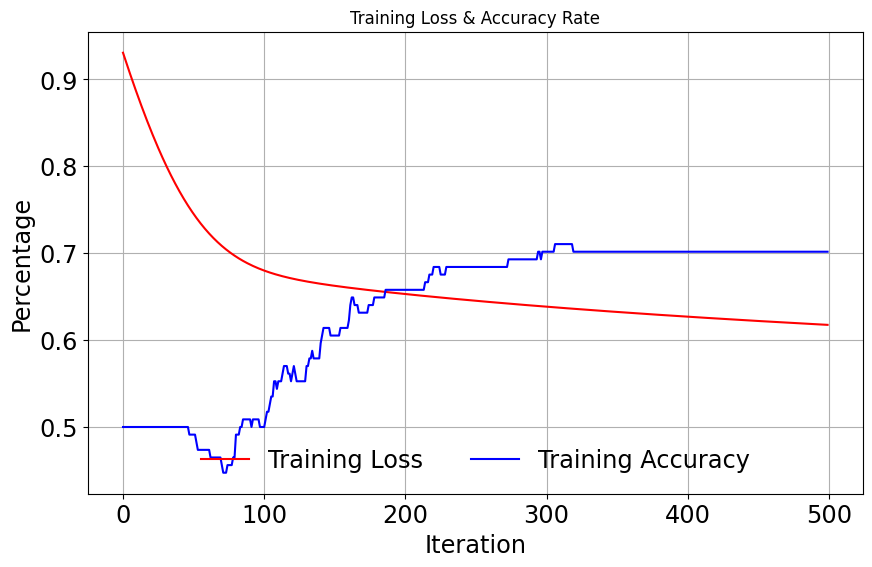 Training Loss & Accuracy Rate
Percentage
0.9
0.8
0.7
0.6
0.5
Training Loss
Training Accuracy
0
100
200
300
400
500
Iteration